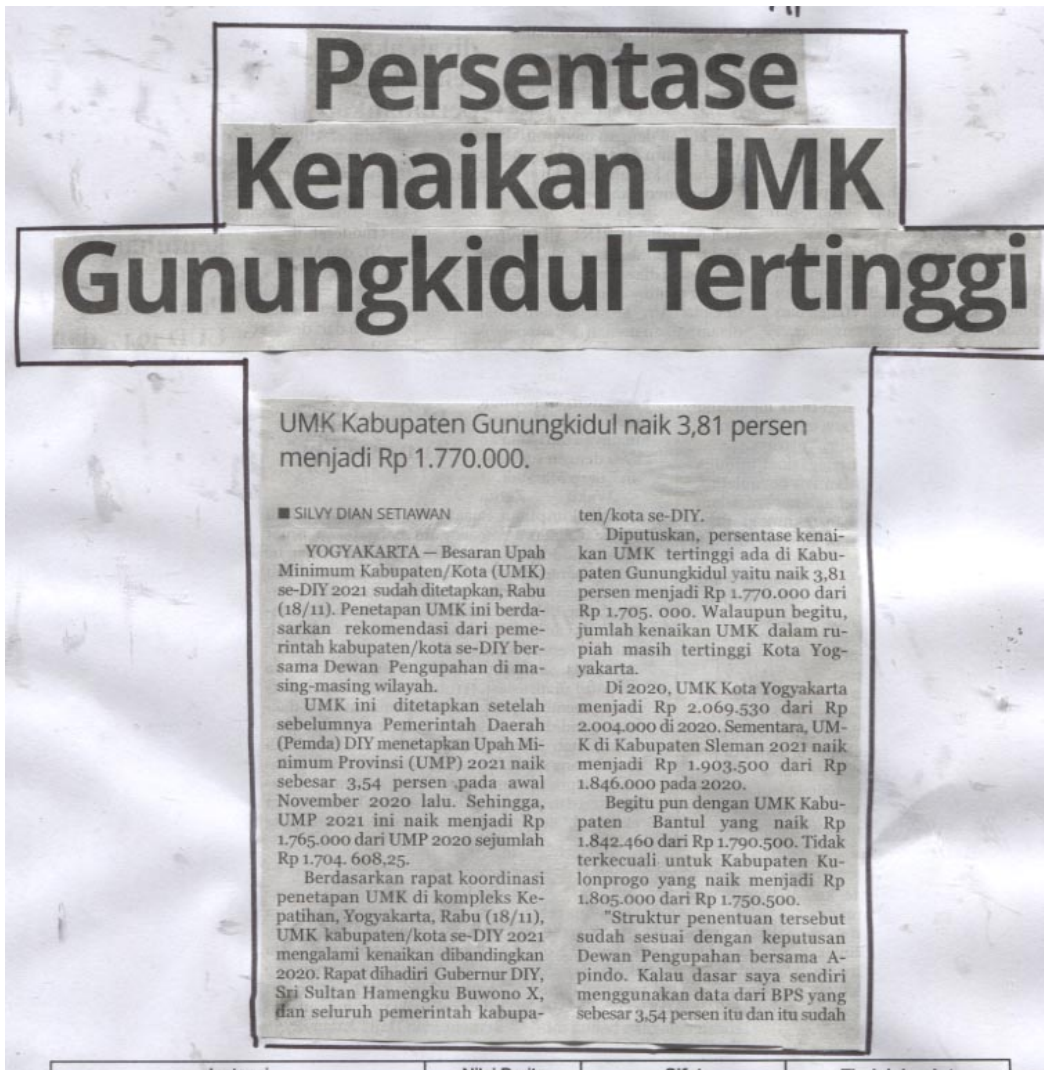 Persentase
Kenaikan UMK
Gunungkidul Tertinggi
UMK Kabupaten Gunungkidul naik 3,81 persen
menjadi Rp 1.770.000.
■ SILVY DIAN SETIAWAN
YOGYAKARTA — Besaran Upah
Minimum Kabupaten/Kota (UMK)
se-DIY 2021 sudah ditetapkan, Rabu
(18/11). Penetapan UMK ini berda-
sarkan rekomendasi dari peme-
rintah kabupaten/kota se-DIY ber-
sama Dewan Pengupahan di ma-
sing-masing wilayah.
UMK ini ditetapkan setelah
sebelumnya Pemerintah Daerah
(Pemda) DIY menetapkan Upah Mi-
nimum Provinsi (UMP) 2021 naik
sebesar 3,54 persen pada awal
November 2020 lalu. Sehingga,
UMP 2021 ini naik menjadi Rp
1.765.000 dari UMP 2020 sejumlah
Rp 1.704. 608,25.
Berdasarkan rapat koordinasi
penetapan UMK di kompleks Ke-
patihan, Yogyakarta, Rabu (18/11),
UMK kabupaten/kota se-DIY 2021
mengalami kenaikan dibandingkan
2020. Rapat dihadiri Gubernur DIY,
Sri Sultan Hamengku Buwono X,
dan seluruh pemerintah kabupa-
ten/kota se-DIY.
Diputuskan, persentase kenai-
kan UMK tertinggi ada di Kabu-
paten Gunungkidul yaitu naik 3,81
persen menjadi Rp 1.770.000 dari
Rp 1.705. 000. Walaupun begitu,
jumlah kenaikan UMK dalam ru-
piah masih tertinggi Kota Yog-
yakarta.
Di 2020, UMK Kota Yogyakarta
menjadi Rp 2.069.530 dari Rp
2.004.000 di 2020. Sementara, UM-
K di Kabupaten Sleman 2021 naik
menjadi Rp 1.903.500 dari Rp
1.846.000 pada 2020.
Begitu pun dengan UMK Kabu-
paten Bantul yang naik Rp
1.842.460 dari Rp 1.790.500. Tidak
terkecuali untuk Kabupaten Ku-
lonprogo yang naik menjadi Rp
1.805.000 dari Rp 1.750.500.
"Struktur penentuan tersebut
sudah sesuai dengan keputusan
Dewan Pengupahan bersama A-
pindo. Kalau dasar saya sendiri
menggunakan data dari BPS yang
sebesar 3,54 persen itu dan itu sudah